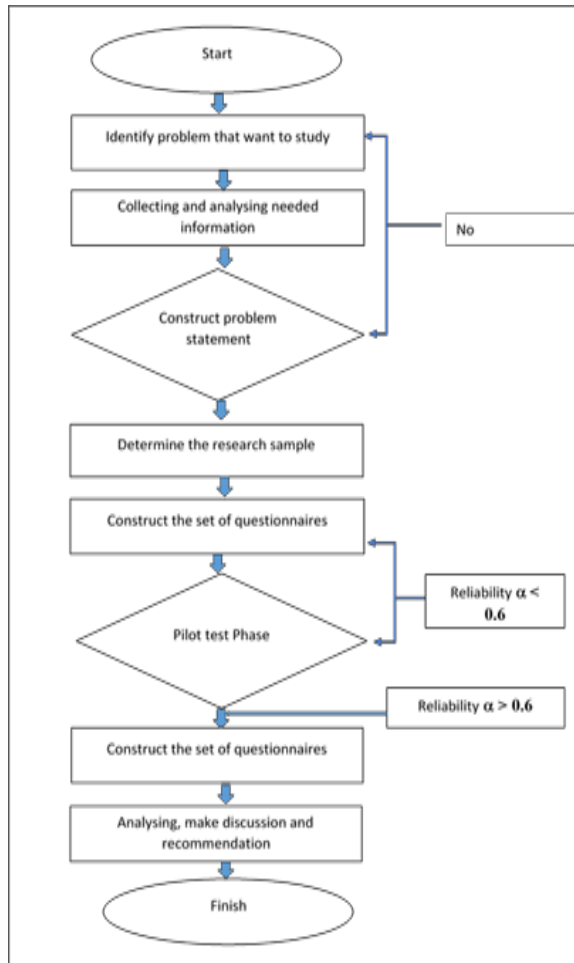 Start
Identify problem that want to study
Collecting and analysing needed
information
No
Construct problem
statement
Determine the research sample
Construct the set of questionnaires
Reliability α <
0.6
Pilot test Phase
Reliability α > 0.6
Construct the set of questionnaires
Analysing, make discussion and
recommendation
Finish